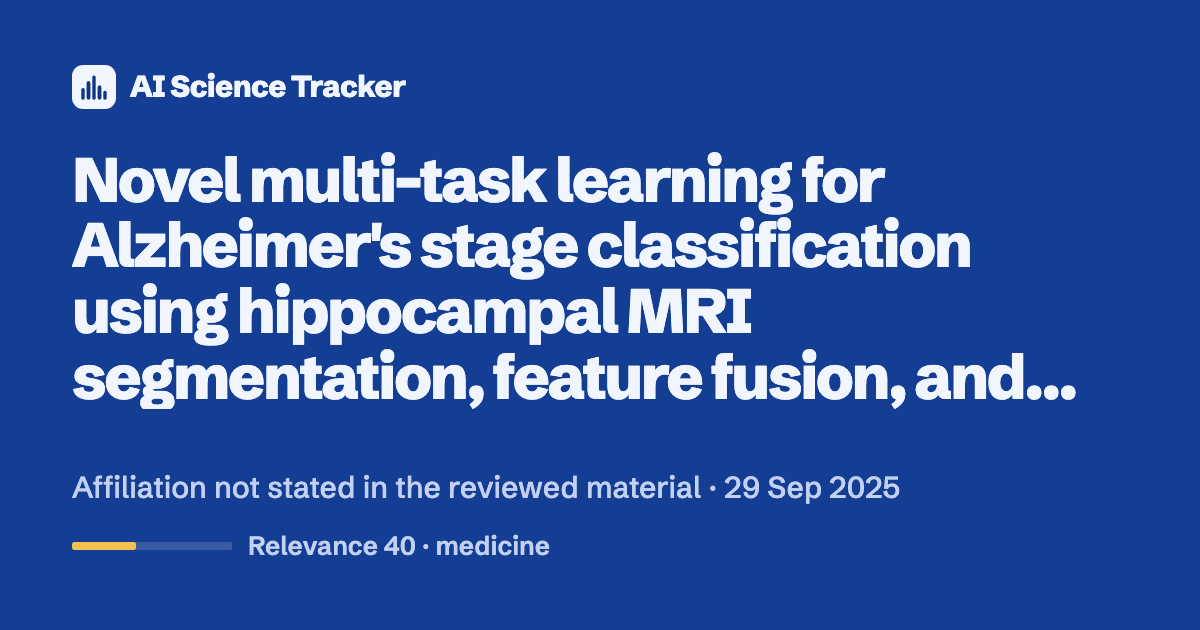 AI Science Tracker
Novel multi-task learning for
Alzheimer's stage classification
using hippocampal MRI
segmentation, feature fusion, and...
Affiliation not stated in the reviewed material · 29 Sep 2025
Relevance 40 · medicine